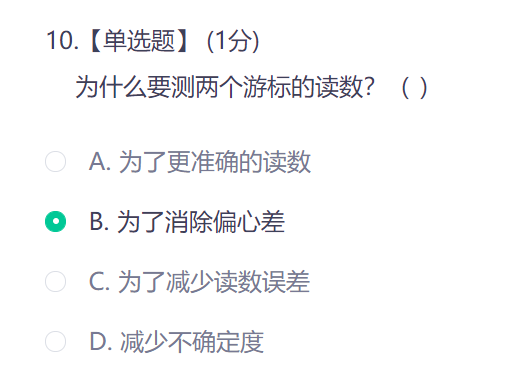 10.【单选题】 (1分)
为什么要测两个游标的读数？（ ）
A. 为了更准确的读数
B. 为了消除偏心差
C. 为了减少读数误差
D. 减少不确定度